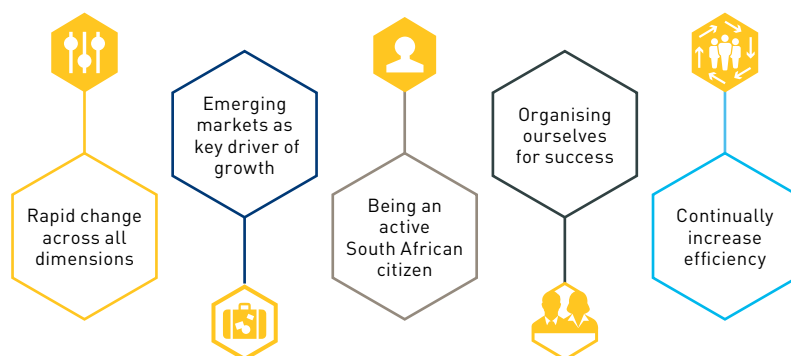 Rapid change
across all
dimensions
Emerging
markets as
key driver of
growth
Being an
active
South African
citizen
Organising
ourselves
for success
Continually
increase
efficiency